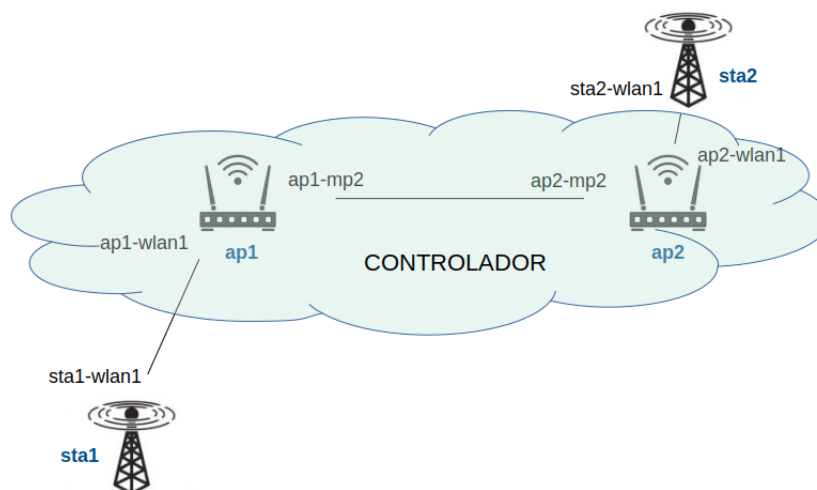 sta2
sta2-wlan1
ap2-wlan1
ap1-mp2
ap2-mp2
ap1-wlan1
ap1
ap2
CONTROLADOR
sta1-wlan1
sta1